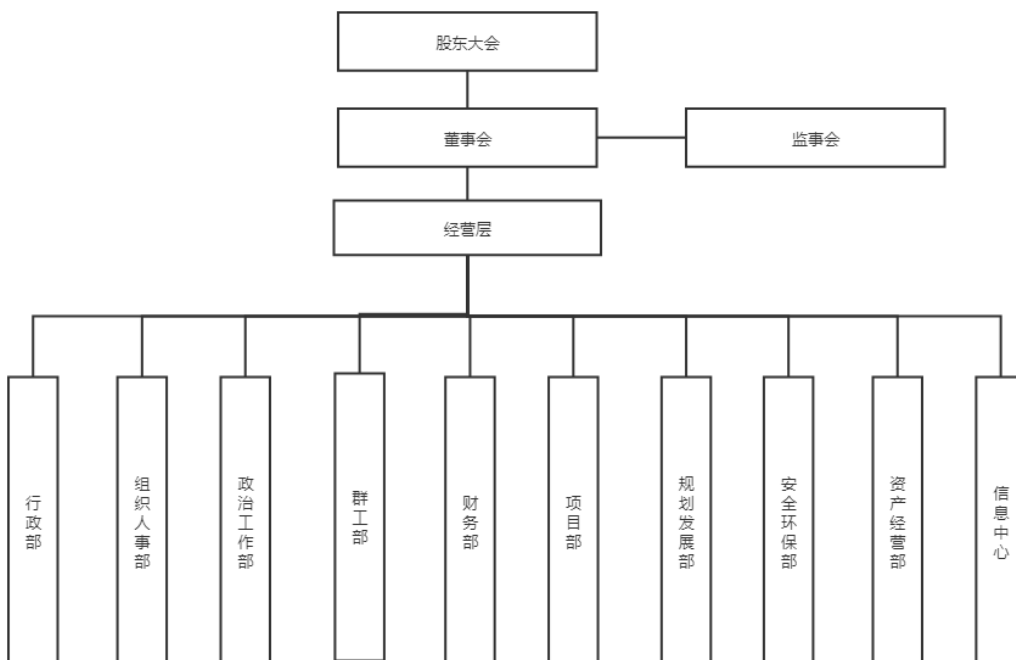 股东大会
董事会
监事会
经营层
行政部
组织人事部
政治工作部
群工部
财务部
项目部
规划发展部
安全环保部
资产经营部
信息中心